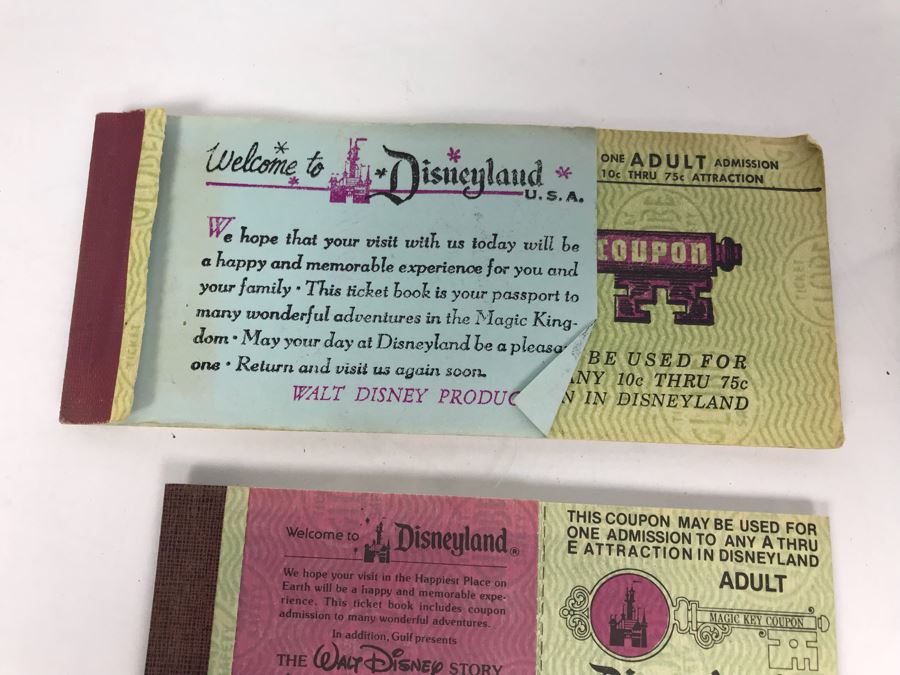 Welcome to Disneyland
U.S.A.
We hope that your visit with us today will be
a happy and memorable experience for you and
your family • This ticket book is your passport to
many wonderful adventures in the Magic King-
dom • May your day at Disneyland be a pleasa
one • Return and visit us again soon.
WALT DISNEY PRODUC
ONE ADULT ADMISSION
10c THRU 75c ATTRACTION
COUPON
BE USED FOR
ANY 10c THRU 75c
N IN DISNEYLAND
Welcome to Disneyland®
We hope your visit in the Happiest Place on
Earth will be a happy and memorable expe-
rience. This ticket book includes coupon
admission to many wonderful adventures.
In addition, Gulf presents
THE WALT DISNEY STORY
THIS COUPON MAY BE USED FOR
ONE ADMISSION TO ANY A THRU
E ATTRACTION IN DISNEYLAND
ADULT
MAGIC KEY COUPON